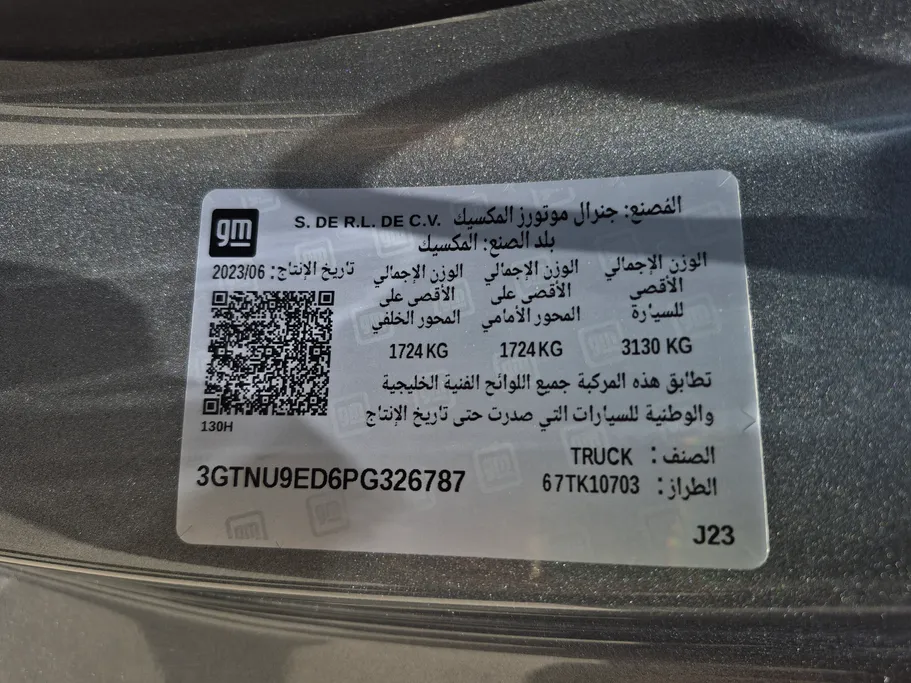 gm
المُصنع: جنرال موتورز المكسيك S. DE R.L. DE C.V.
بلد الصنع: المكسيك
تاريخ الإنتاج: 2023/06
الوزن الإجمالي الأقصى للسيارة
3130 KG
الوزن الإجمالي الأقصى على المحور الأمامي
1724 KG
الوزن الإجمالي الأقصى على المحور الخلفي
1724 KG
130H
تطابق هذه المركبة جميع اللوائح الفنية الخليجية
والوطنية للسيارات التي صدرت حتى تاريخ الإنتاج
الصنف: TRUCK
الطراز: 67TK10703
3GTNU9ED6PG326787
J23